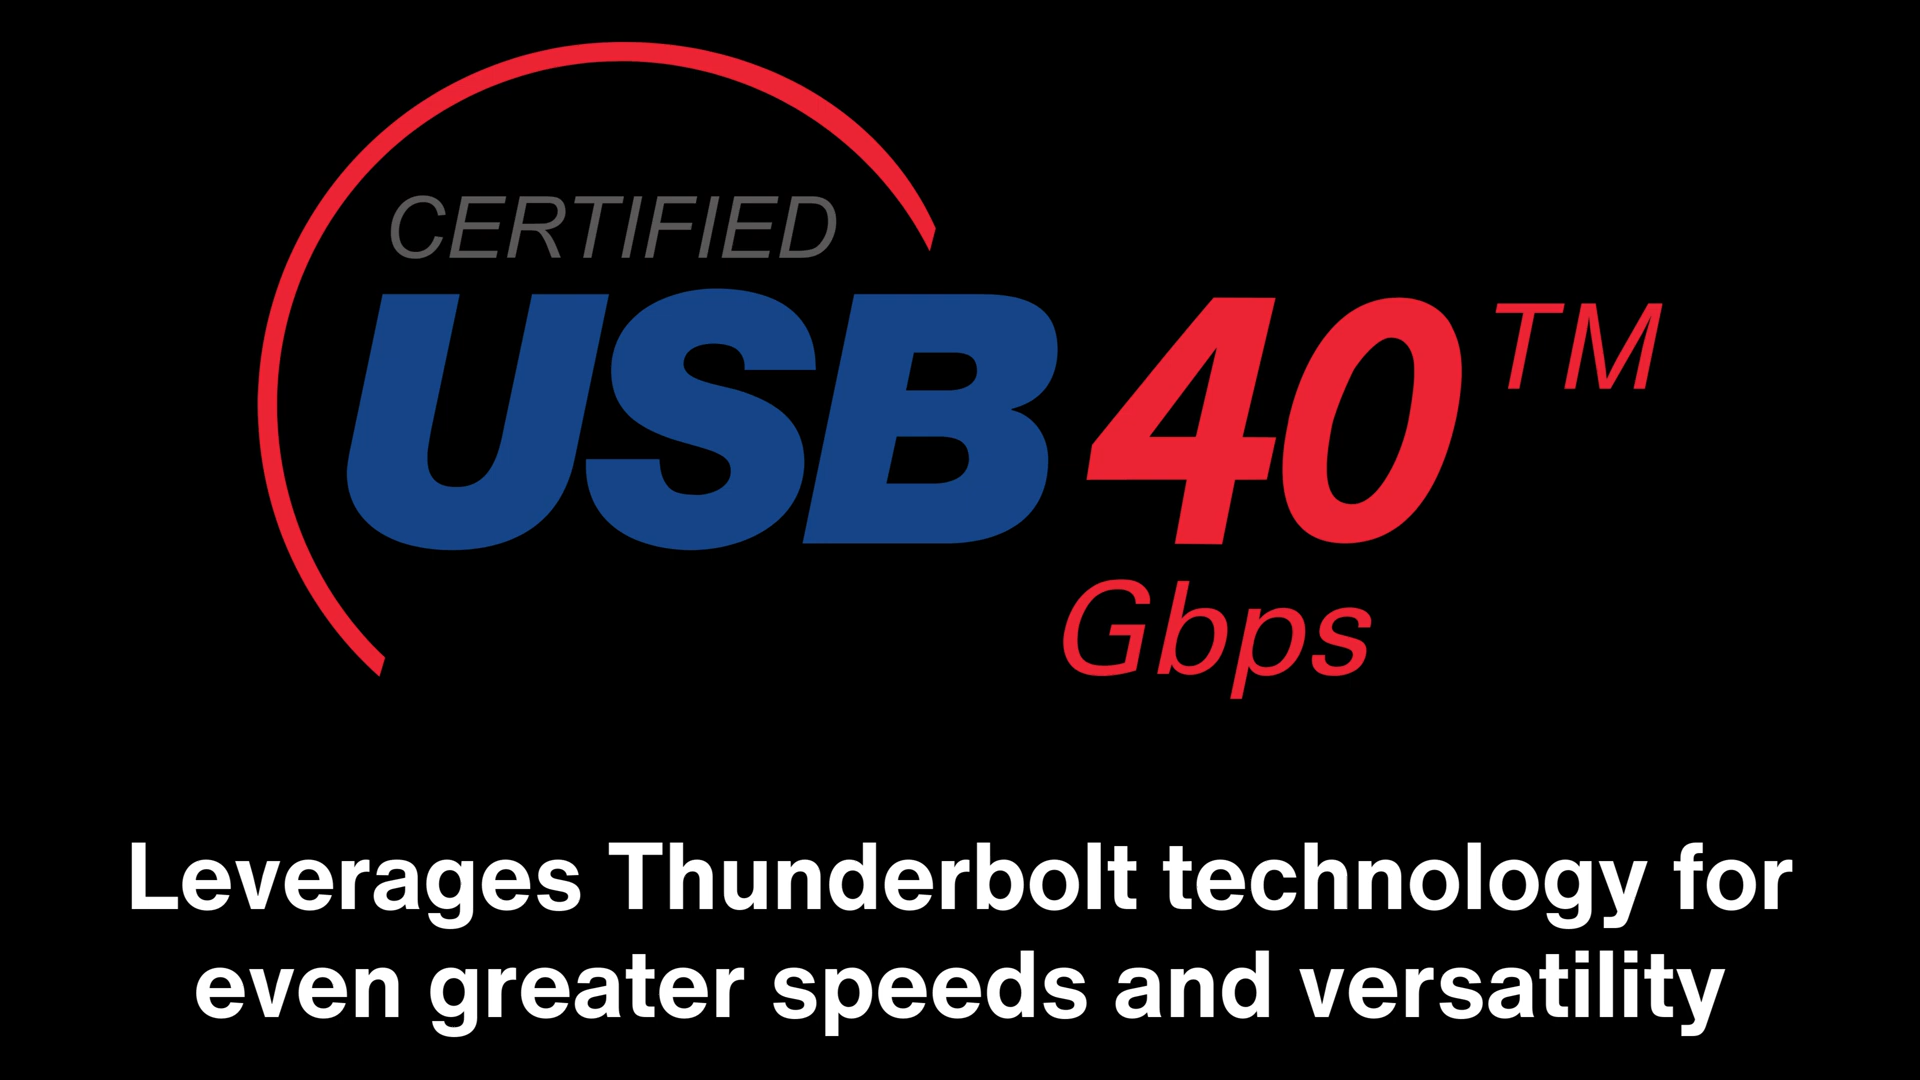 CERTIFIED
USB 40™
Gbps
Leverages Thunderbolt technology for
even greater speeds and versatility